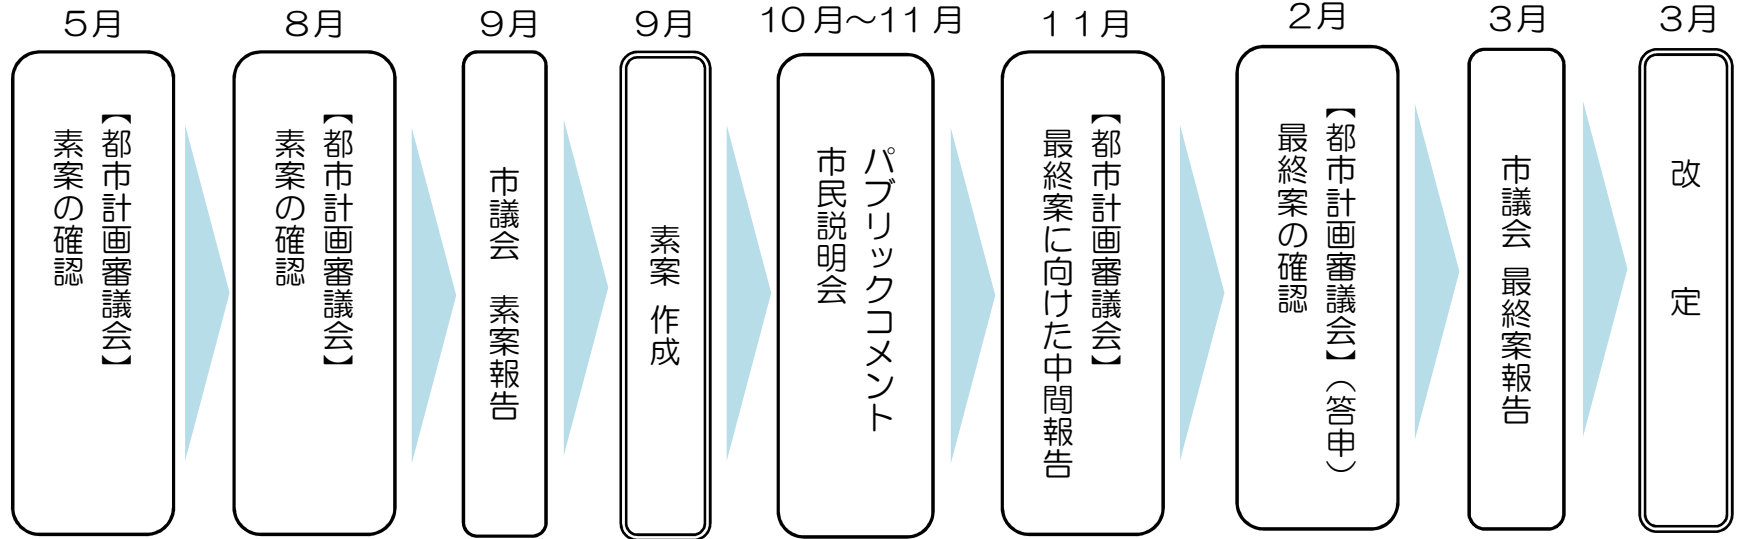 5月
【都市計画審議会】
素案の確認
8月
【都市計画審議会】
素案の確認
9月
市議会　素案報告
9月
素案 作成
10月～11月
パブリックコメント
市民説明会
11月
【都市計画審議会】
最終案に向けた中間報告
2月
【都市計画審議会】（答申）
最終案の確認
3月
市議会 最終案報告
3月
改　定